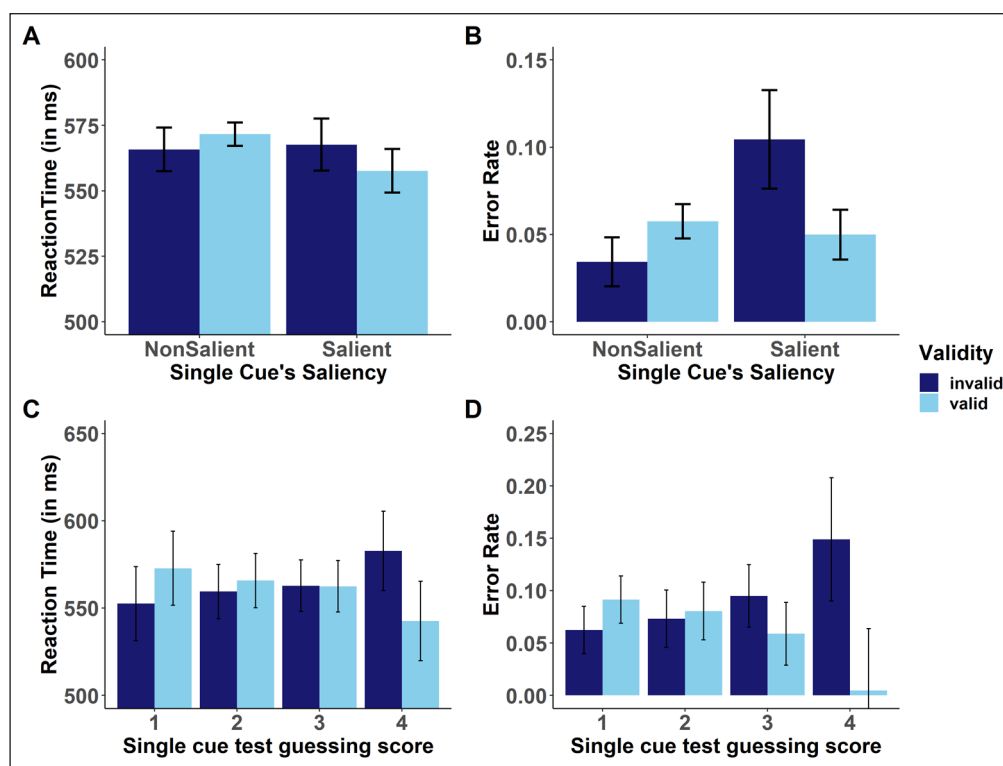 A
ReactionTime (in ms)
600
575
550
525
500
NonSalient Salient
Single Cue's Saliency
B
Error Rate
0.15
0.10
0.05
0.00
NonSalient Salient
Single Cue's Saliency
Validity
invalid
valid
C
Reaction Time (in ms)
650
600
550
500
1 2 3 4
Single cue test guessing score
D
Error Rate
0.25
0.20
0.15
0.10
0.05
0.00
1 2 3 4
Single cue test guessing score